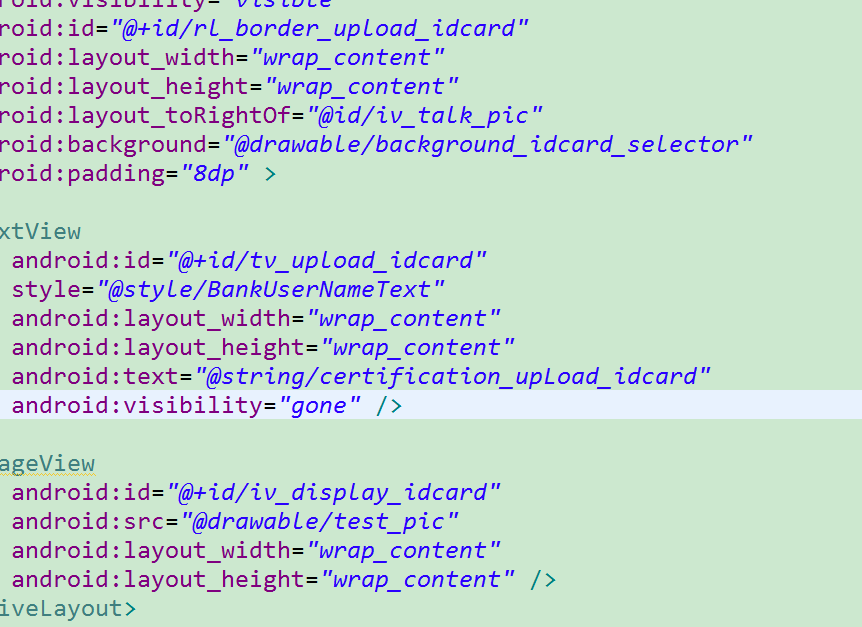 roid:visibility="visible"
roid:id="@+id/rl_border_upload_idcard"
roid:layout_width="wrap_content"
roid:layout_height="wrap_content"
roid:layout_toRightOf="@id/iv_talk_pic"
roid:background="@drawable/background_idcard_selector"
roid:padding="8dp" >
xtView
android:id="@+id/tv_upload_idcard"
style="@style/BankUserNameText"
android:layout_width="wrap_content"
android:layout_height="wrap_content"
android:text="@string/certification_upLoad_idcard"
android:visibility="gone" />
ageView
android:id="@+id/iv_display_idcard"
android:src="@drawable/test_pic"
android:layout_width="wrap_content"
android:layout_height="wrap_content" />
iveLayout>